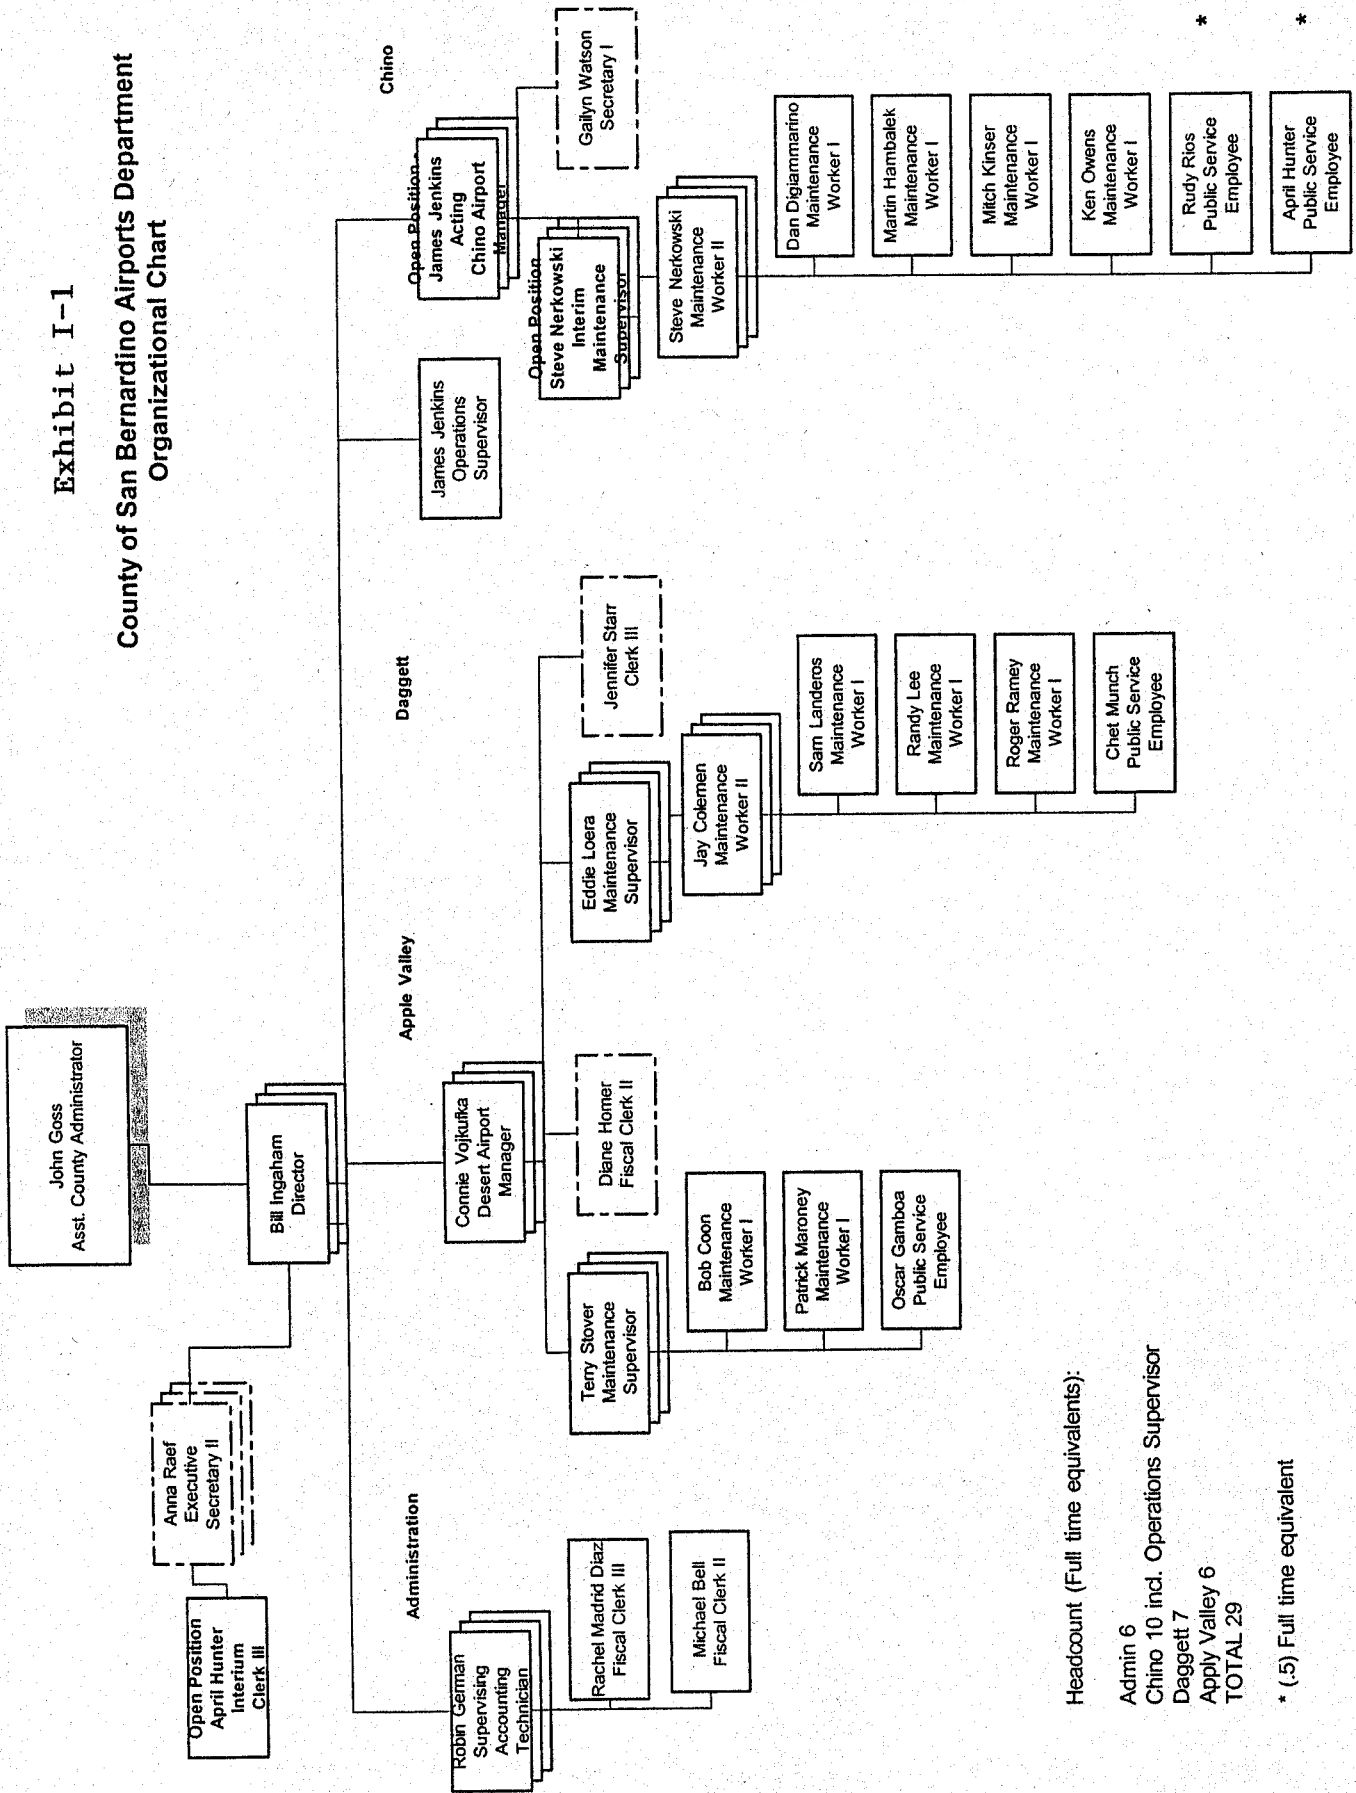 Exhibit I-1
County of San Bernardino Airports Department
Organizational Chart
John Goss
Asst. County Administrator
Bill Ingaham
Director
Anna Raef
Executive
Secretary II
Open Position
April Hunter
Interium
Clerk III
Administration
Robin German
Supervising
Accounting
Technician
Rachel Madrid Diaz
Fiscal Clerk III
Michael Bell
Fiscal Clerk II
Apple Valley
Connie Vojkufka
Desert Airport
Manager
Terry Stover
Maintenance
Supervisor
Bob Coon
Maintenance
Worker I
Patrick Maroney
Maintenance
Worker I
Oscar Gamboa
Public Service
Employee
Diane Homer
Fiscal Clerk II
Daggett
Eddie Loera
Maintenance
Supervisor
Jay Colemen
Maintenance
Worker II
Sam Landeros
Maintenance
Worker I
Randy Lee
Maintenance
Worker I
Roger Ramey
Maintenance
Worker I
Chet Munch
Public Service
Employee
Jennifer Starr
Clerk III
James Jenkins
Operations
Supervisor
Chino
Open Position
James Jenkins
Acting
Chino Airport
Manager
Gailyn Watson
Secretary I
Open Position
Steve Nerkowski
Interim
Maintenance
Supervisor
Steve Nerkowski
Maintenance
Worker II
Dan Digiammarino
Maintenance
Worker I
Martin Hambalek
Maintenance
Worker I
Mitch Kinser
Maintenance
Worker I
Ken Owens
Maintenance
Worker I
Rudy Rios
Public Service
Employee
*
April Hunter
Public Service
Employee
*
Headcount (Full time equivalents):
Admin 6
Chino 10 incl. Operations Supervisor
Daggett 7
Apply Valley 6
TOTAL 29
* (.5) Full time equivalent